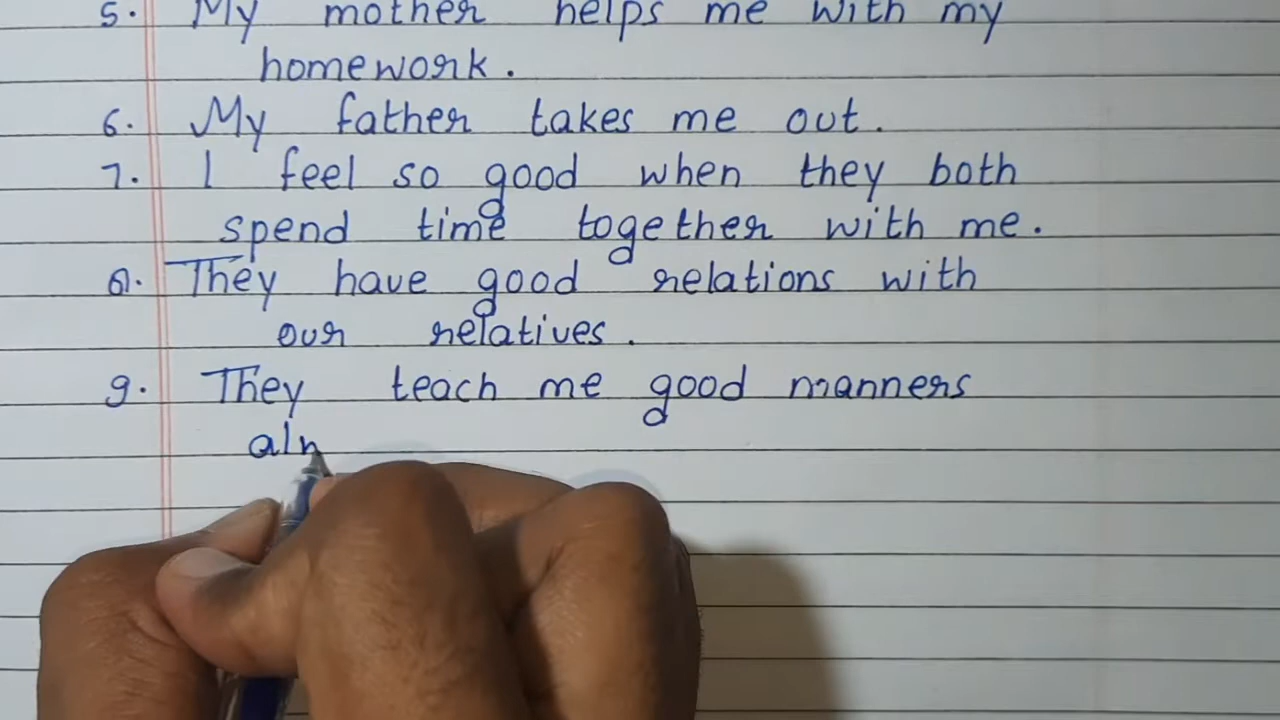 5. My mother helps me with my
homework.
6. My father takes me out.
7. I feel so good when they both
spend time together with me.
8. They have good relations with
our relatives.
9. They teach me good manners